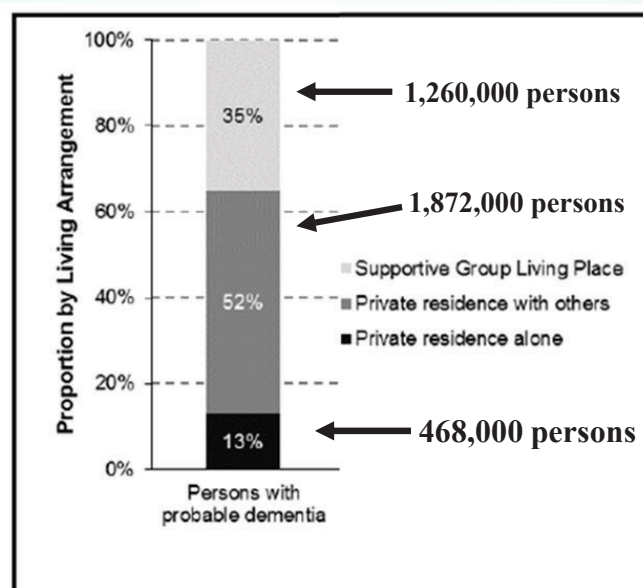 Proportion by Living Arrangement
100%
80%
60%
40%
20%
0%
35%
52%
13%
1,260,000 persons
1,872,000 persons
468,000 persons
Supportive Group Living Place
Private residence with others
Private residence alone
Persons with
probable dementia